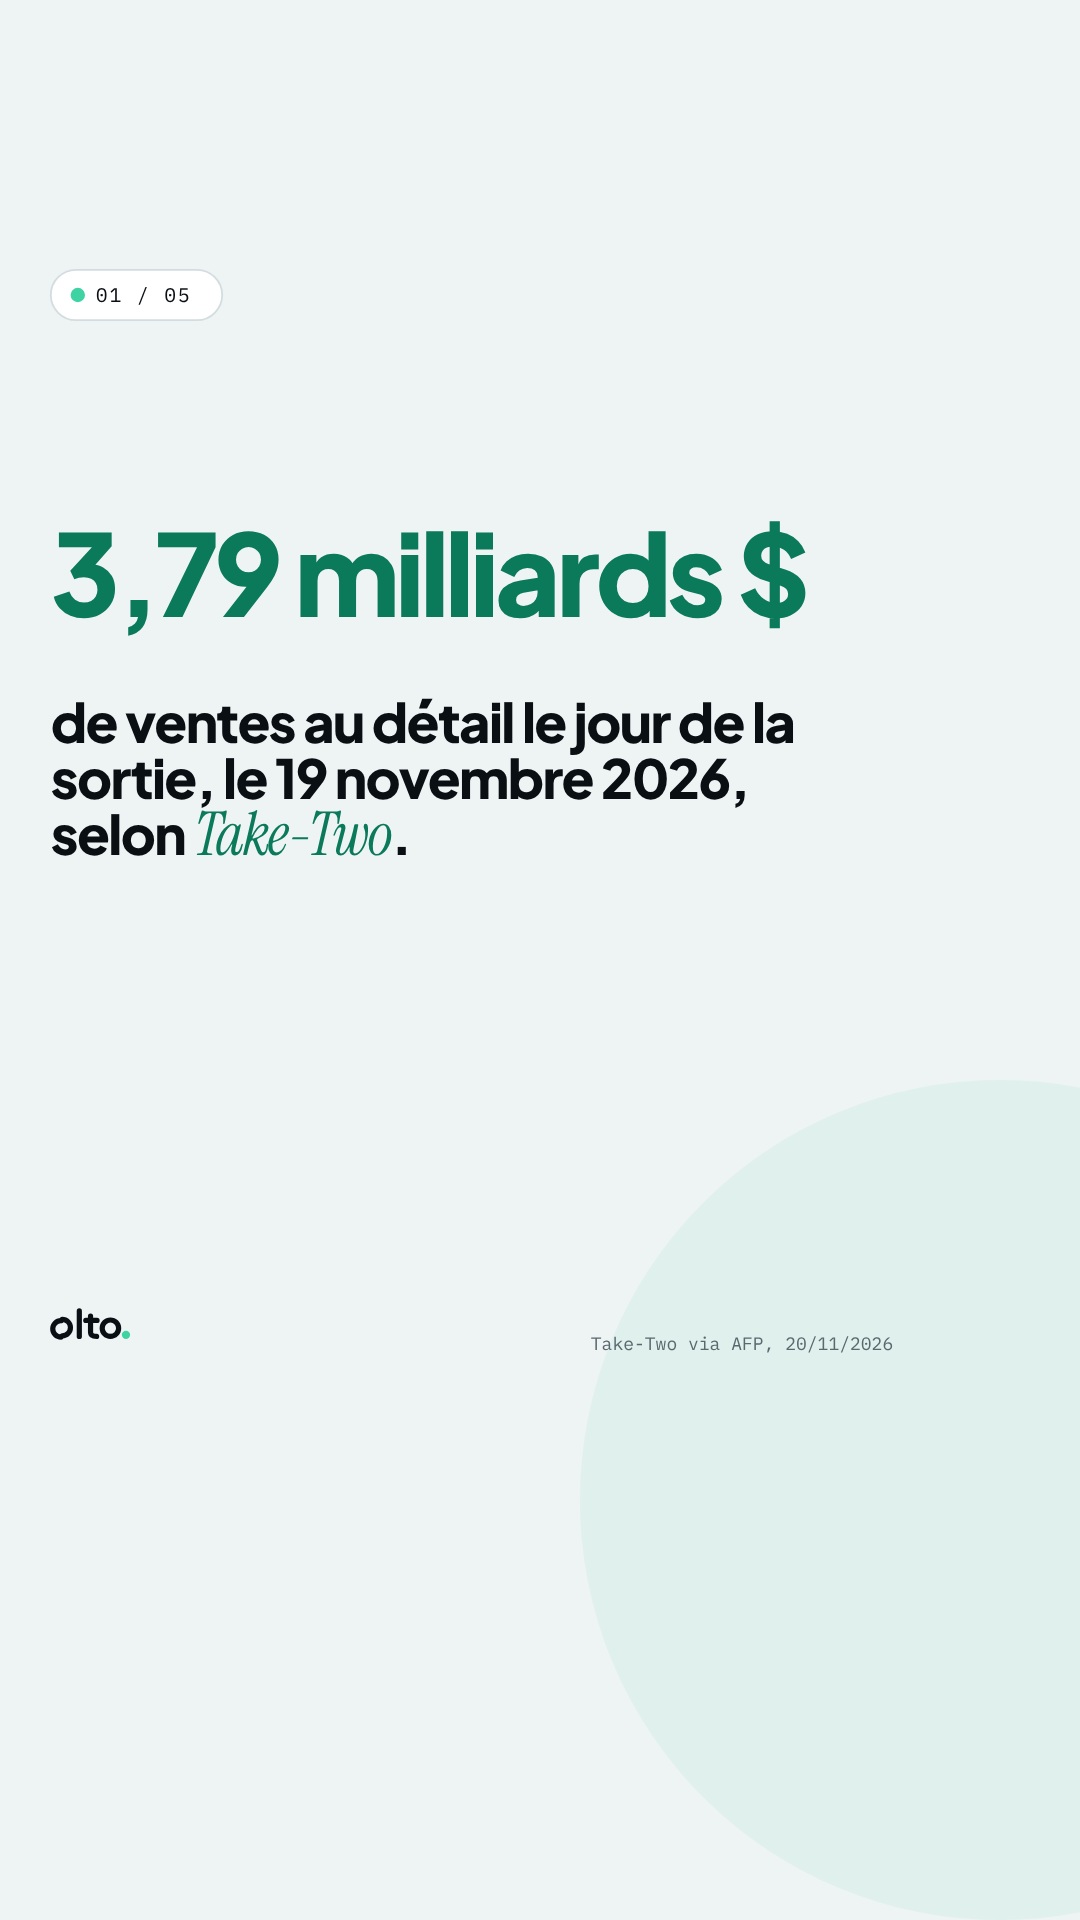 01 / 05
3,79 milliards $
de ventes au détail le jour de la
sortie, le 19 novembre 2026,
selon Take-Two.
olto.
Take-Two via AFP, 20/11/2026